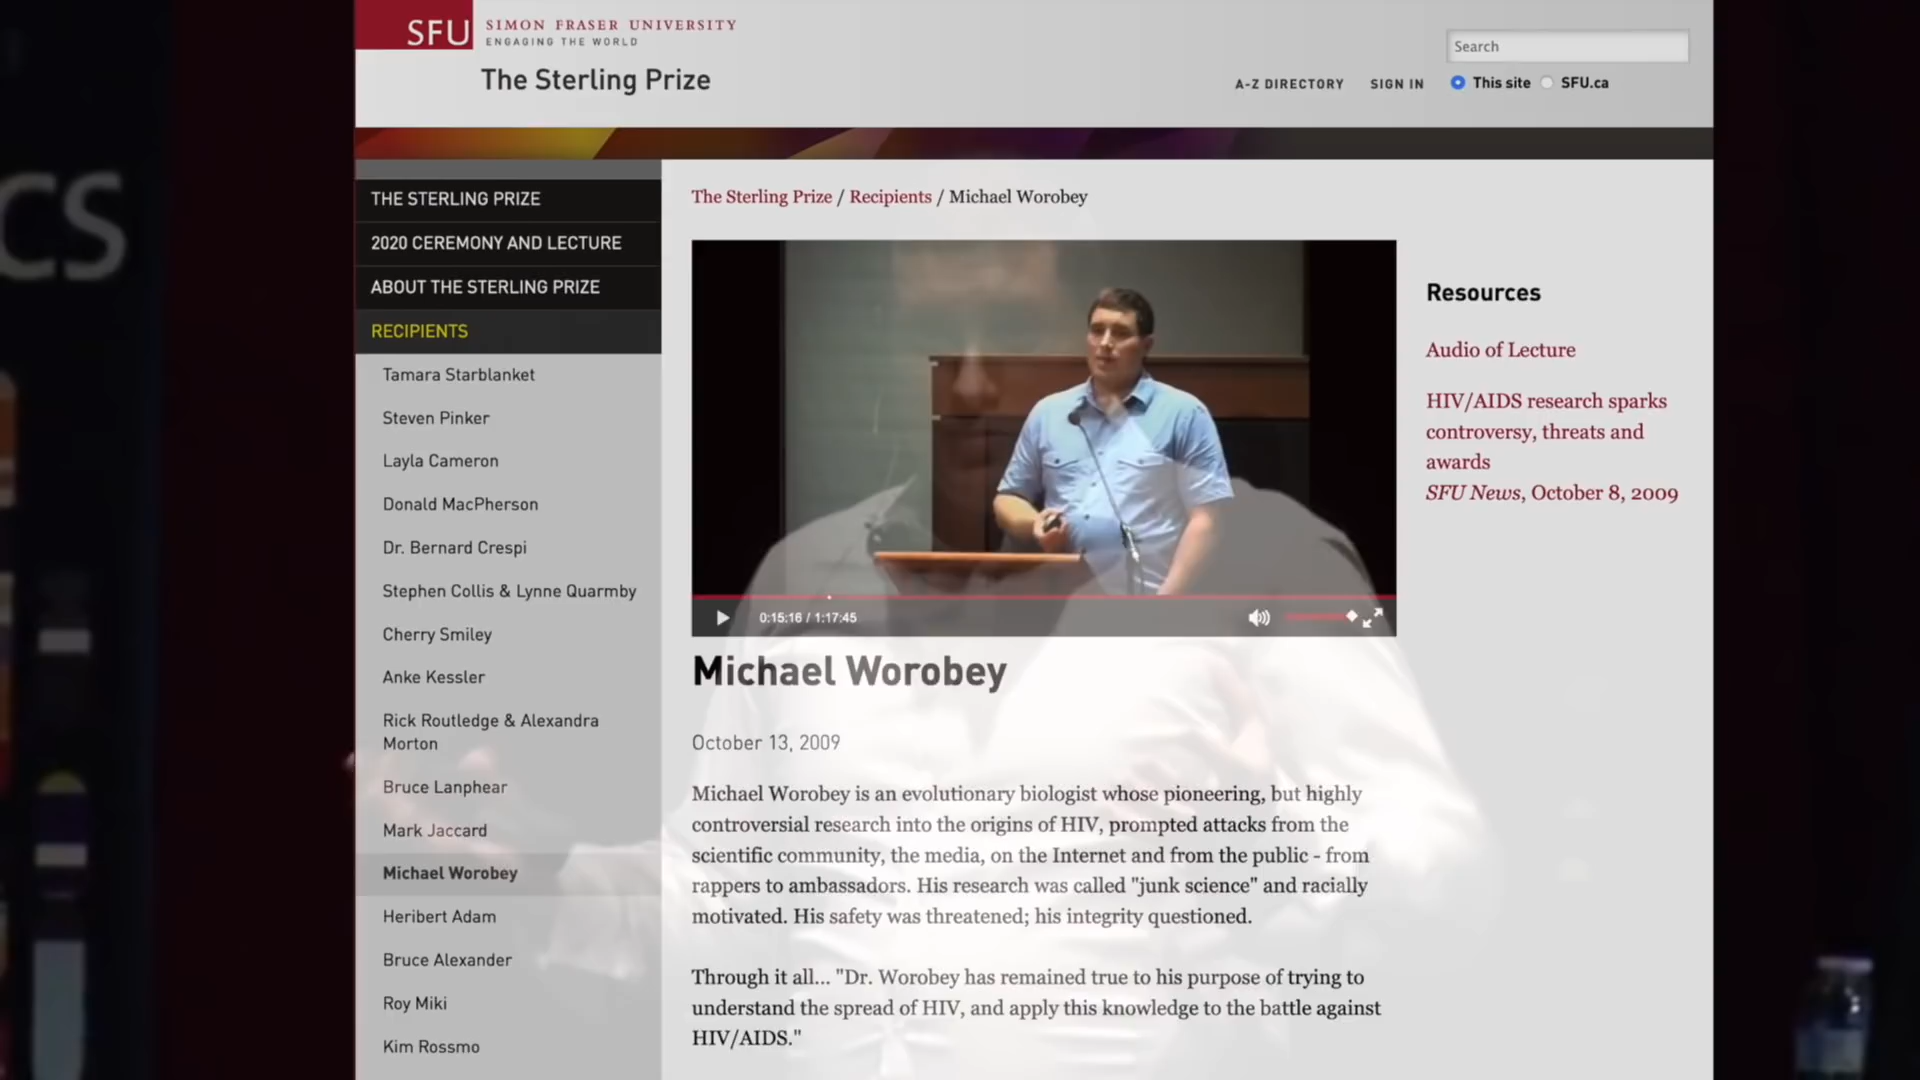 SFU
SIMON FRASER UNIVERSITY
ENGAGING THE WORLD
The Sterling Prize
Search
A-Z DIRECTORY
SIGN IN
This site
SFU.ca
CS
THE STERLING PRIZE
2020 CEREMONY AND LECTURE
ABOUT THE STERLING PRIZE
RECIPIENTS
Tamara Starblanket
Steven Pinker
Layla Cameron
Donald MacPherson
Dr. Bernard Crespi
Stephen Collis & Lynne Quarmby
Cherry Smiley
Anke Kessler
Rick Routledge & Alexandra
Morton
Bruce Lanphear
Mark Jaccard
Michael Worobey
Heribert Adam
Bruce Alexander
Roy Miki
Kim Rossmo
The Sterling Prize / Recipients / Michael Worobey
0:15:16 / 1:17:45
Michael Worobey
October 13, 2009
Michael Worobey is an evolutionary biologist whose pioneering, but highly
controversial research into the origins of HIV, prompted attacks from the
scientific community, the media, on the Internet and from the public - from
rappers to ambassadors. His research was called "junk science" and racially
motivated. His safety was threatened; his integrity questioned.
Through it all... "Dr. Worobey has remained true to his purpose of trying to
understand the spread of HIV, and apply this knowledge to the battle against
HIV/AIDS."
Resources
Audio of Lecture
HIV/AIDS research sparks
controversy, threats and
awards
SFU News, October 8, 2009